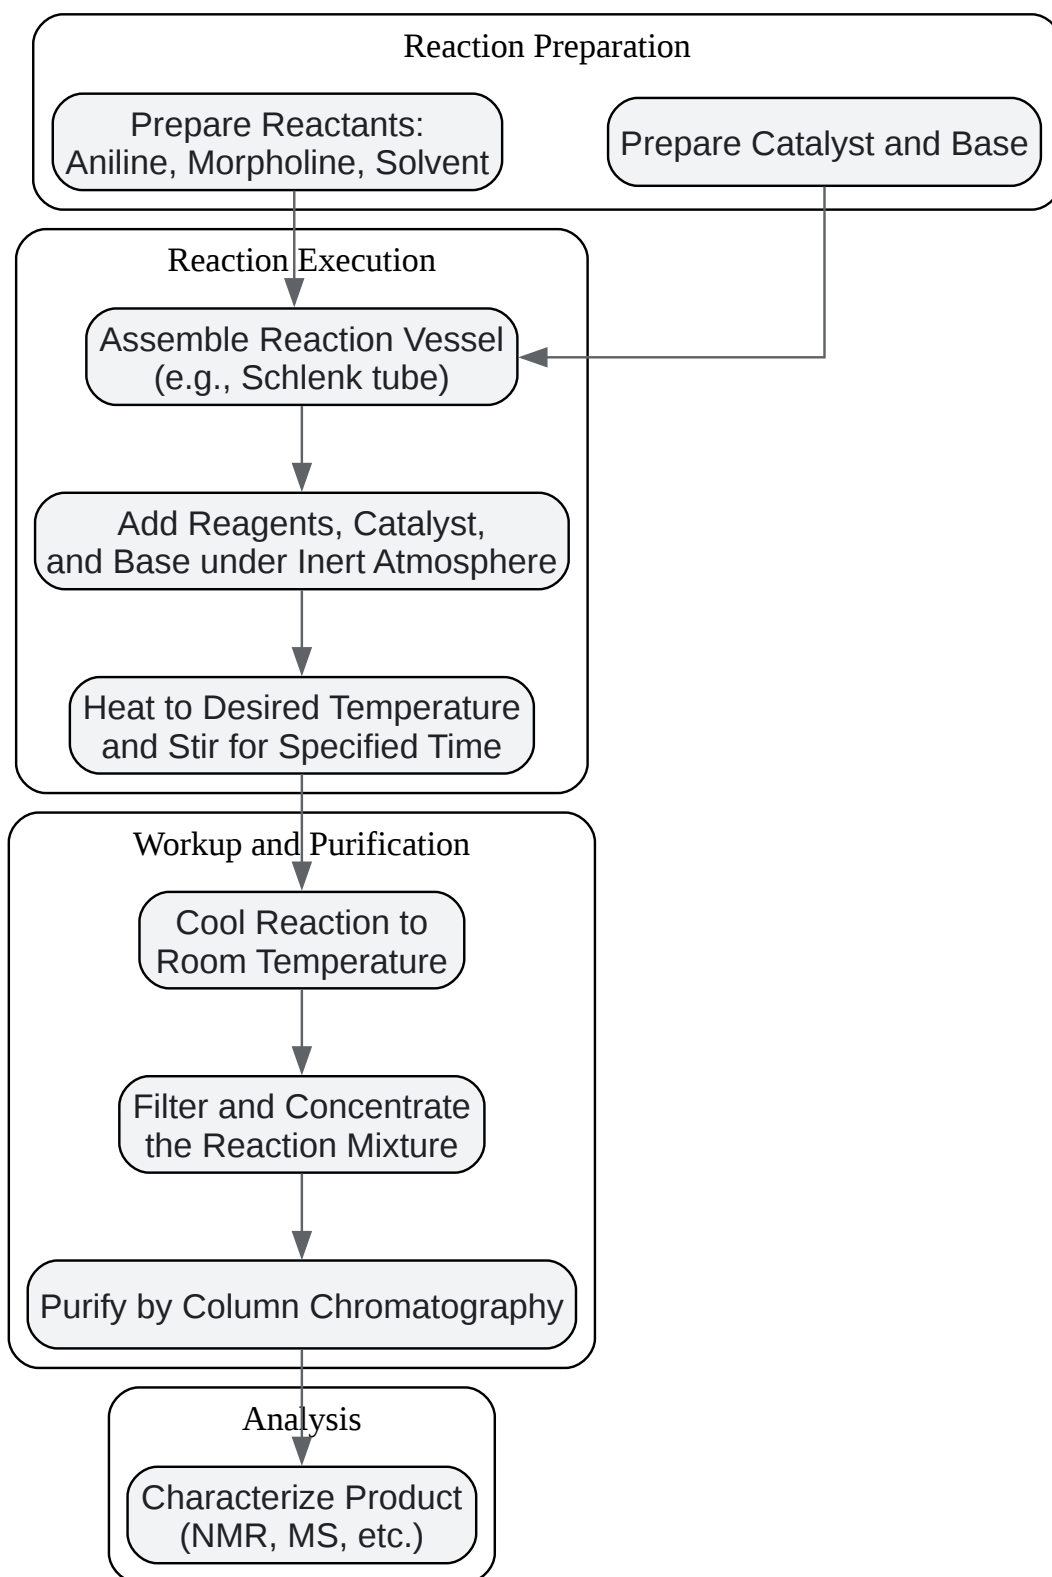 Reaction Preparation
Prepare Reactants:
Aniline, Morpholine, Solvent
Prepare Catalyst and Base
Reaction Execution
Assemble Reaction Vessel
(e.g., Schlenk tube)
Add Reagents, Catalyst,
and Base under Inert Atmosphere
Heat to Desired Temperature
and Stir for Specified Time
Workup and Purification
Cool Reaction to
Room Temperature
Filter and Concentrate
the Reaction Mixture
Purify by Column Chromatography
Analysis
Characterize Product
(NMR, MS, etc.)